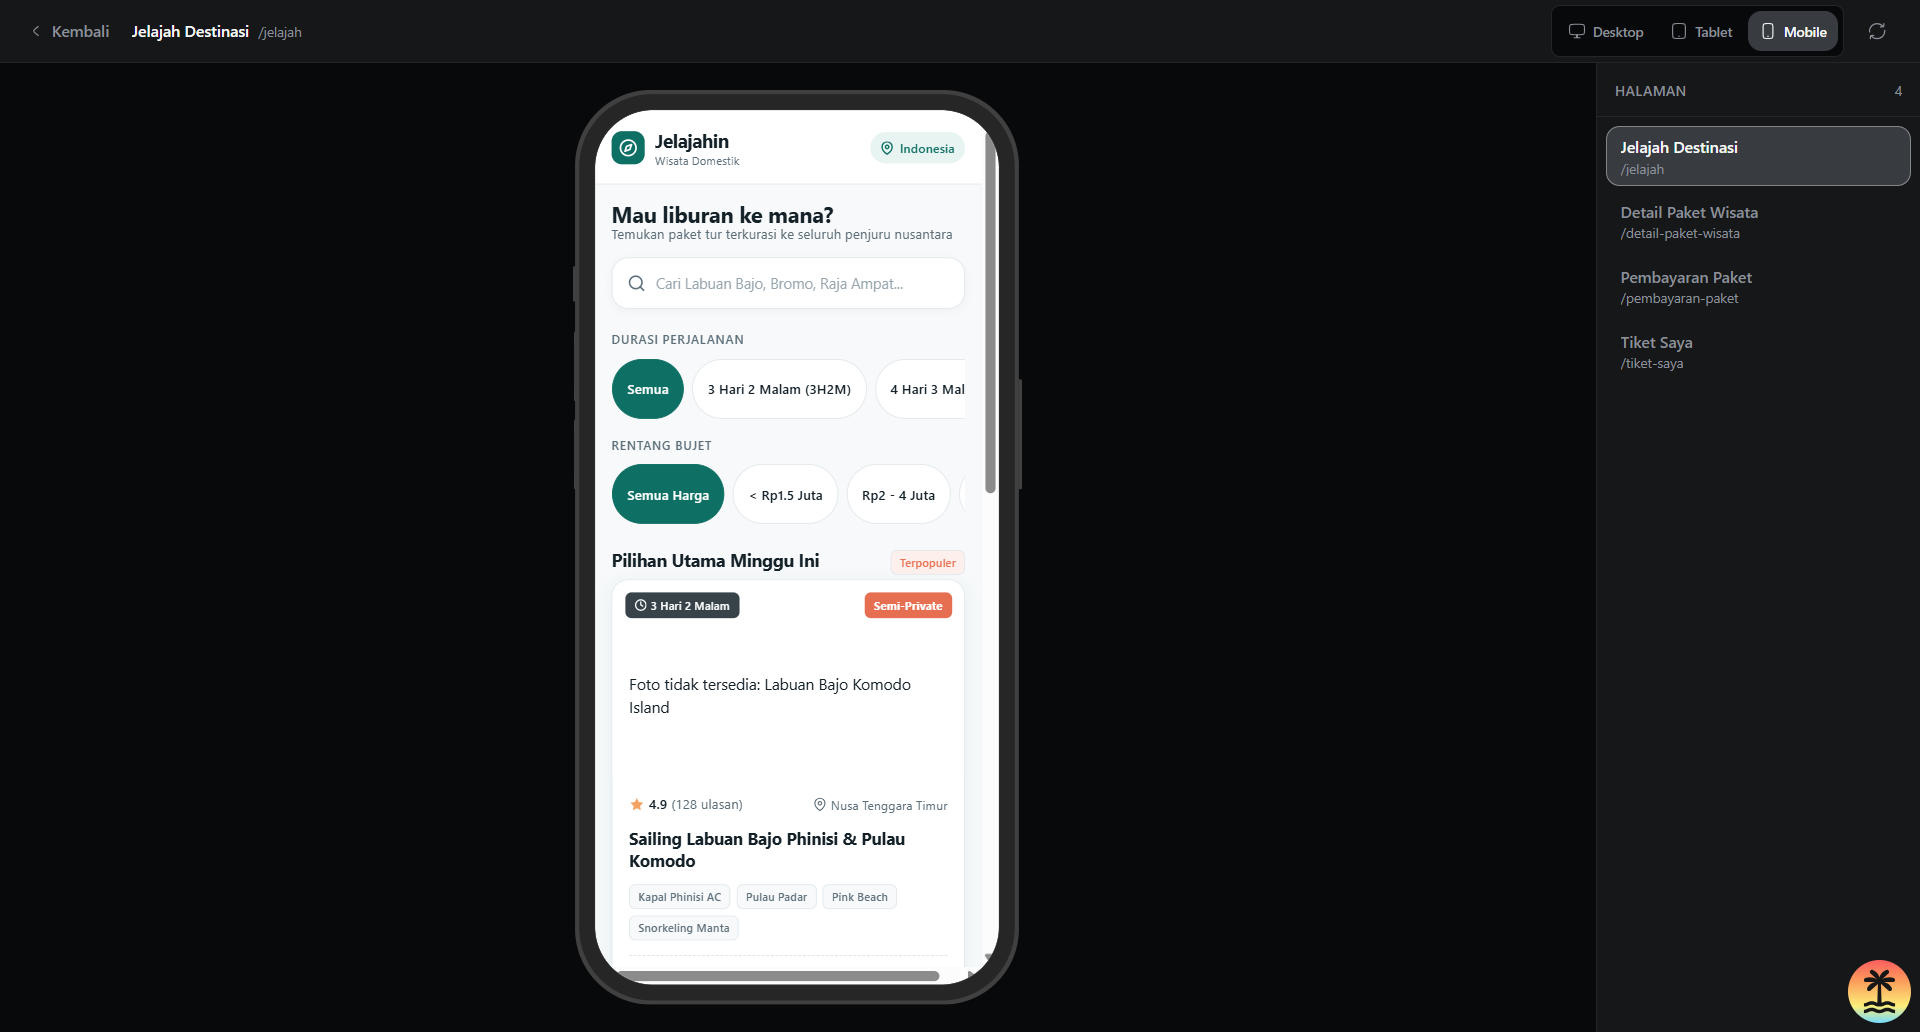 Kembali
Jelajah Destinasi /jelajah
Desktop
Tablet
Mobile
Jelajahin
Wisata Domestik
Indonesia
Mau liburan ke mana?
Temukan paket tur terkurasi ke seluruh penjuru nusantara
Cari Labuan Bajo, Bromo, Raja Ampat...
DURASI PERJALANAN
Semua
3 Hari 2 Malam (3H2M)
4 Hari 3 Mal
RENTANG BUJET
Semua Harga
< Rp1.5 Juta
Rp2 - 4 Juta
Pilihan Utama Minggu Ini
Terpopuler
3 Hari 2 Malam
Semi-Private
Foto tidak tersedia: Labuan Bajo Komodo
Island
4.9 (128 ulasan)
Nusa Tenggara Timur
Sailing Labuan Bajo Phinisi & Pulau
Komodo
Kapal Phinisi AC
Pulau Padar
Pink Beach
Snorkeling Manta
HALAMAN
4
Jelajah Destinasi
/jelajah
Detail Paket Wisata
/detail-paket-wisata
Pembayaran Paket
/pembayaran-paket
Tiket Saya
/tiket-saya